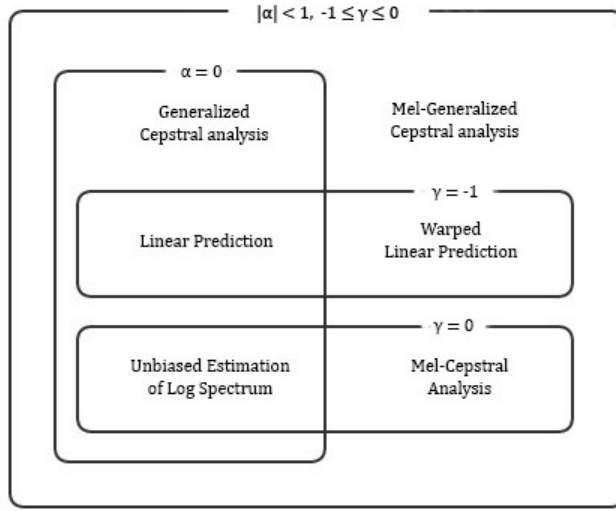 |α| < 1, -1 ≤ γ ≤ 0
α = 0
Generalized
Cepstral analysis
Mel-Generalized
Cepstral analysis
γ = -1
Linear Prediction
Warped
Linear Prediction
γ = 0
Unbiased Estimation
of Log Spectrum
Mel-Cepstral
Analysis